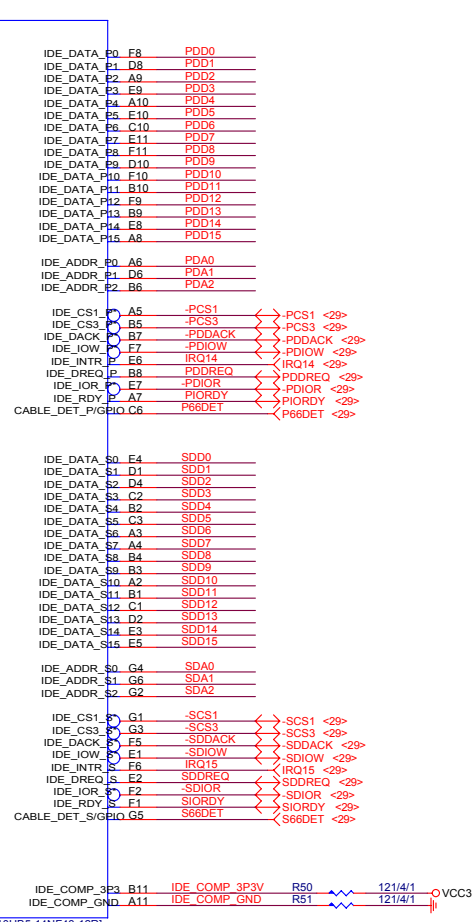 IDE_DATA_P0 F8 PDD0
IDE_DATA_P1 D8 PDD1
IDE_DATA_P2 A9 PDD2
IDE_DATA_P3 E9 PDD3
IDE_DATA_P4 A10 PDD4
IDE_DATA_P5 E10 PDD5
IDE_DATA_P6 C10 PDD6
IDE_DATA_P7 E11 PDD7
IDE_DATA_P8 F11 PDD8
IDE_DATA_P9 D10 PDD9
IDE_DATA_P10 F10 PDD10
IDE_DATA_P11 B10 PDD11
IDE_DATA_P12 F9 PDD12
IDE_DATA_P13 B9 PDD13
IDE_DATA_P14 E8 PDD14
IDE_DATA_P15 A8 PDD15
IDE_ADDR_P0 A6 PDA0
IDE_ADDR_P1 D6 PDA1
IDE_ADDR_P2 B6 PDA2
IDE_CS1_P* A5 -PCS1 -PCS1 <29>
IDE_CS3_P* B5 -PCS3 -PCS3 <29>
IDE_DACK_P* B7 -PDDACK -PDDACK <29>
IDE_IOW_P* F7 -PDIOW -PDIOW <29>
IDE_INTR_P E6 IRQ14 IRQ14 <29>
IDE_DREQ_P B8 PDDREQ PDDREQ <29>
IDE_IOR_P* E7 -PDIOR -PDIOR <29>
IDE_RDY_P A7 PIORDY PIORDY <29>
CABLE_DET_P/GPIO C6 P66DET P66DET <29>
IDE_DATA_S0 E4 SDD0
IDE_DATA_S1 D1 SDD1
IDE_DATA_S2 D4 SDD2
IDE_DATA_S3 C2 SDD3
IDE_DATA_S4 B2 SDD4
IDE_DATA_S5 C3 SDD5
IDE_DATA_S6 A3 SDD6
IDE_DATA_S7 A4 SDD7
IDE_DATA_S8 B4 SDD8
IDE_DATA_S9 B3 SDD9
IDE_DATA_S10 A2 SDD10
IDE_DATA_S11 B1 SDD11
IDE_DATA_S12 C1 SDD12
IDE_DATA_S13 D2 SDD13
IDE_DATA_S14 E3 SDD14
IDE_DATA_S15 E5 SDD15
IDE_ADDR_S0 G4 SDA0
IDE_ADDR_S1 G6 SDA1
IDE_ADDR_S2 G2 SDA2
IDE_CS1_S* G1 -SCS1 -SCS1 <29>
IDE_CS3_S* G3 -SCS3 -SCS3 <29>
IDE_DACK_S* F5 -SDDACK -SDDACK <29>
IDE_IOW_S* E1 -SDIOW -SDIOW <29>
IDE_INTR_S F6 IRQ15 IRQ15 <29>
IDE_DREQ_S E2 SDDREQ SDDREQ <29>
IDE_IOR_S* F2 -SDIOR -SDIOR <29>
IDE_RDY_S F1 SIORDY SIORDY <29>
CABLE_DET_S/GPIO G5 S66DET S66DET <29>
IDE_COMP_3P3 B11 IDE_COMP_3P3V R50 121/4/1 VCC3
IDE_COMP_GND A11 IDE_COMP_GND R51 121/4/1